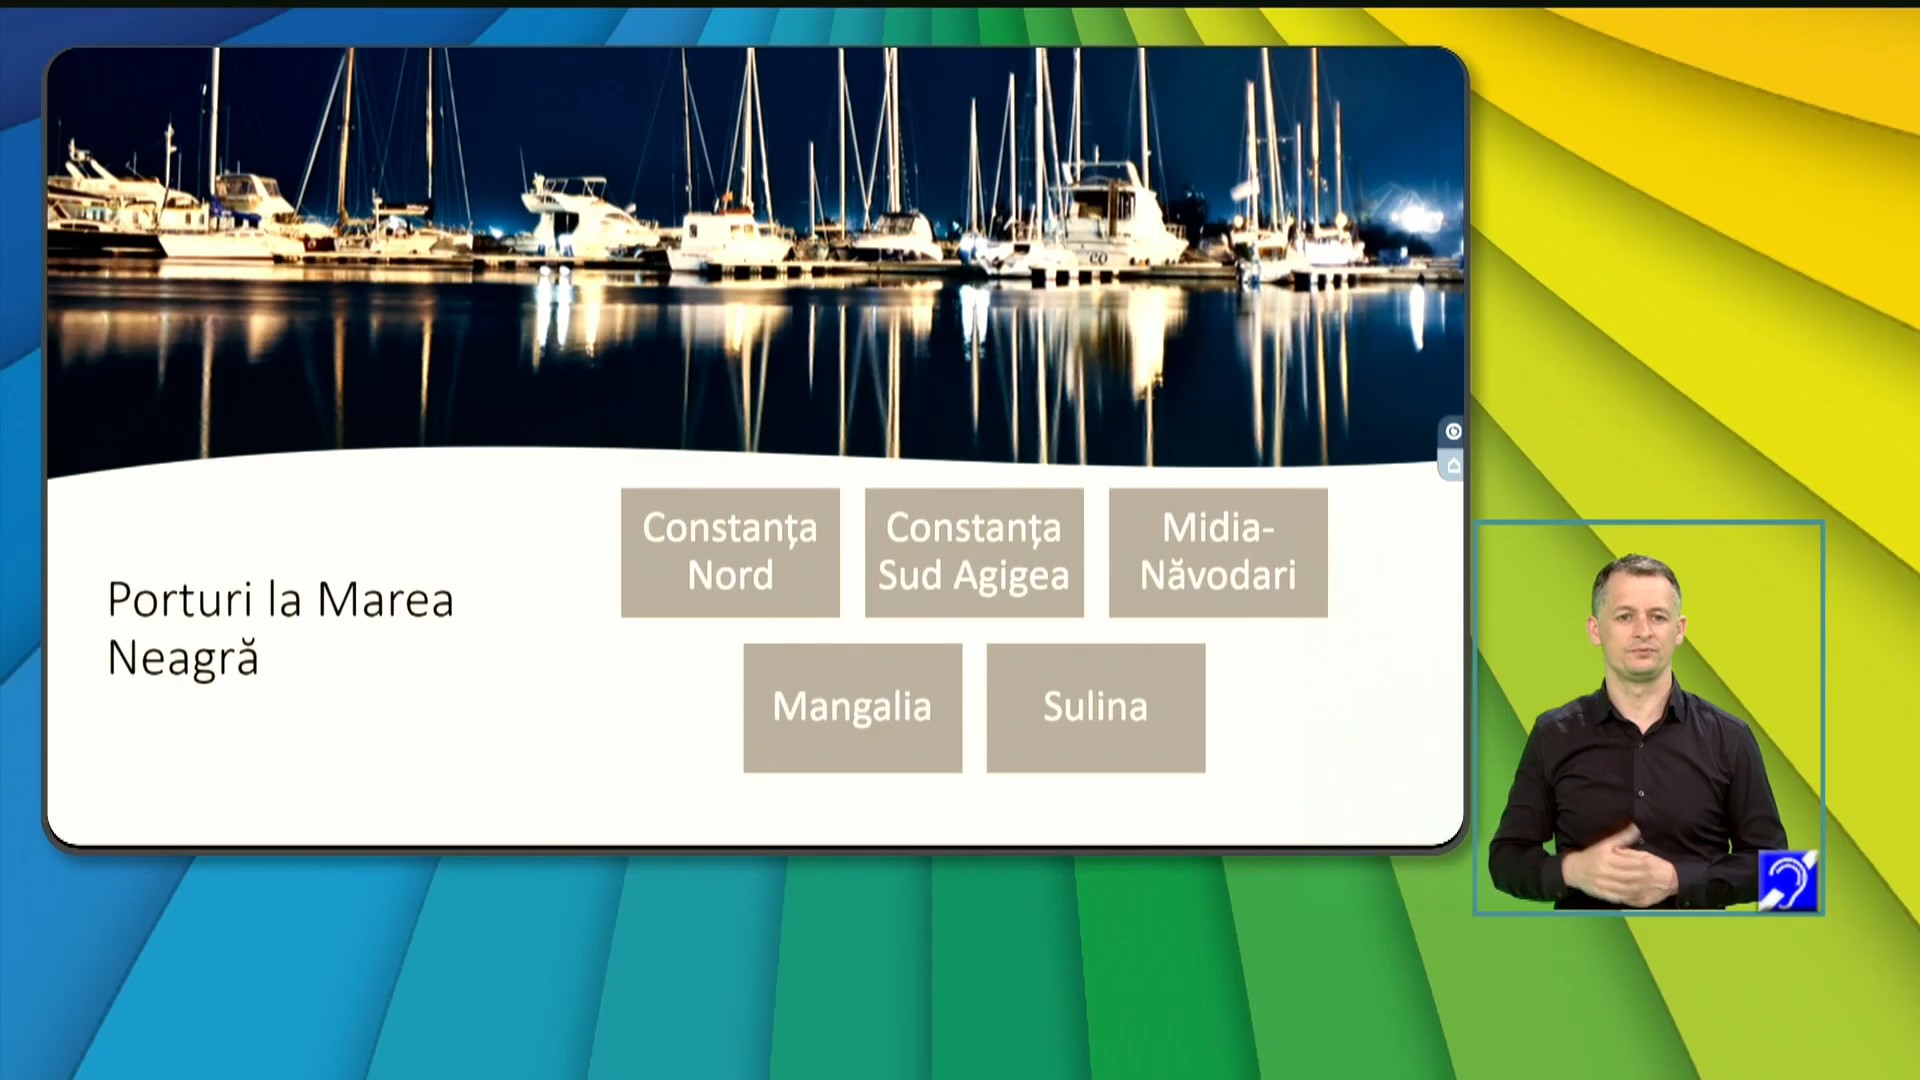 Porturi la Marea
Neagră
Constanța
Nord
Constanța
Sud Agigea
Midia-
Năvodari
Mangalia
Sulina